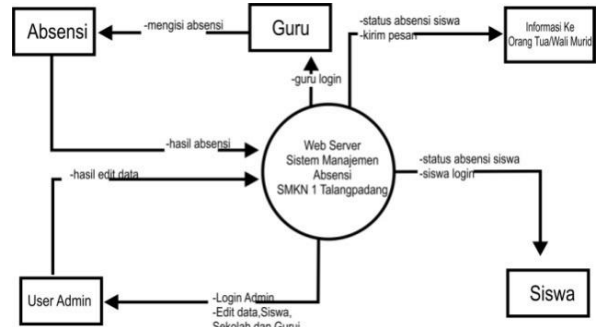 Absensi
-mengisi absensi
Guru
-status absensi siswa
-kirim pesan
Informasi Ke
Orang Tua/Wali Murid
-guru login
-hasil absensi
Web Server
Sistem Manajemen
Absensi
SMKN 1 Talangpadang
-status absensi siswa
-siswa login
-hasil edit data
User Admin
-Login Admin
-Edit data,Siswa,
Sekolah dan Gurui
Siswa